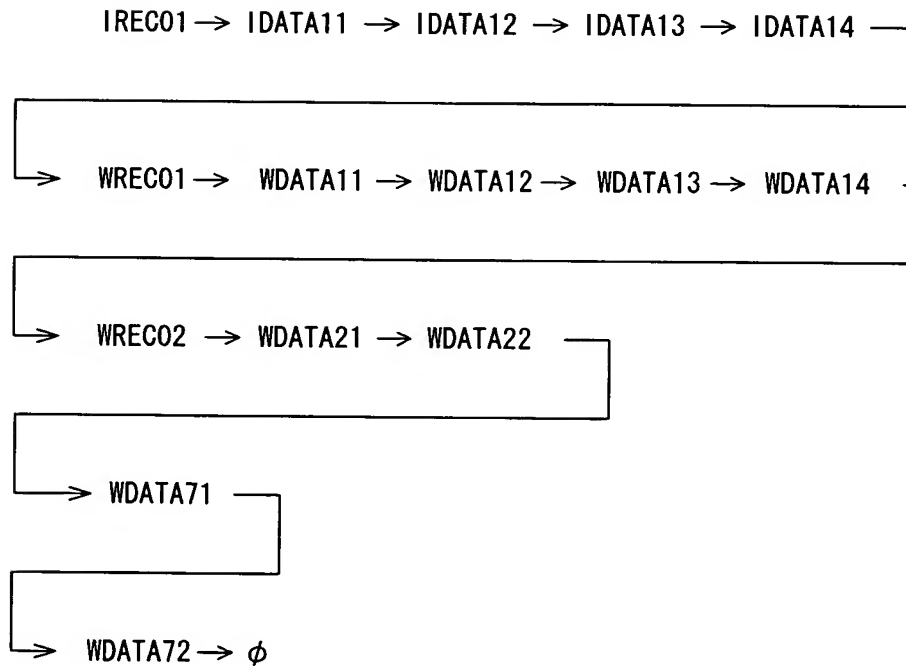 IREC01 → IDATA11 → IDATA12 → IDATA13 → IDATA14
WREC01 → WDATA11 → WDATA12 → WDATA13 → WDATA14
WREC02 → WDATA21 → WDATA22
WDATA71
WDATA72 → φ